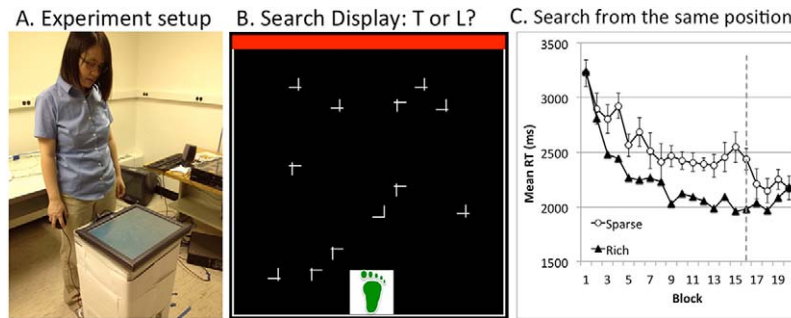 A. Experiment setup
B. Search Display: T or L?
C. Search from the same position
3500
3000
2500
2000
1500
Mean RT (ms)
Sparse
Rich
1 3 5 7 9 11 13 15 17 19
Block